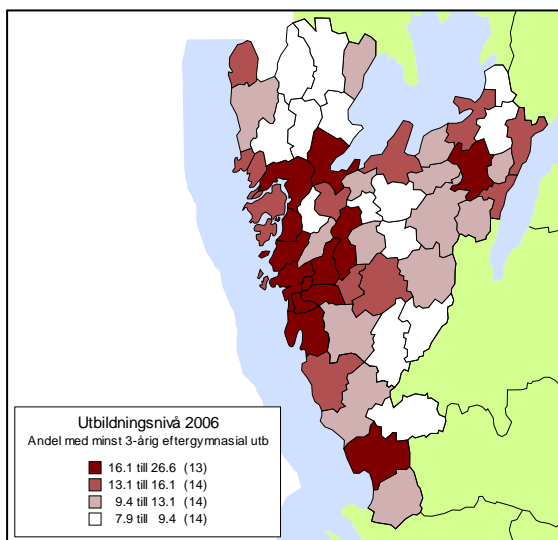 Utbildningsnivå 2006
Andel med minst 3-årig eftergymnasial utb
16.1 till 26.6 (13)
13.1 till 16.1 (14)
9.4 till 13.1 (14)
7.9 till 9.4 (14)